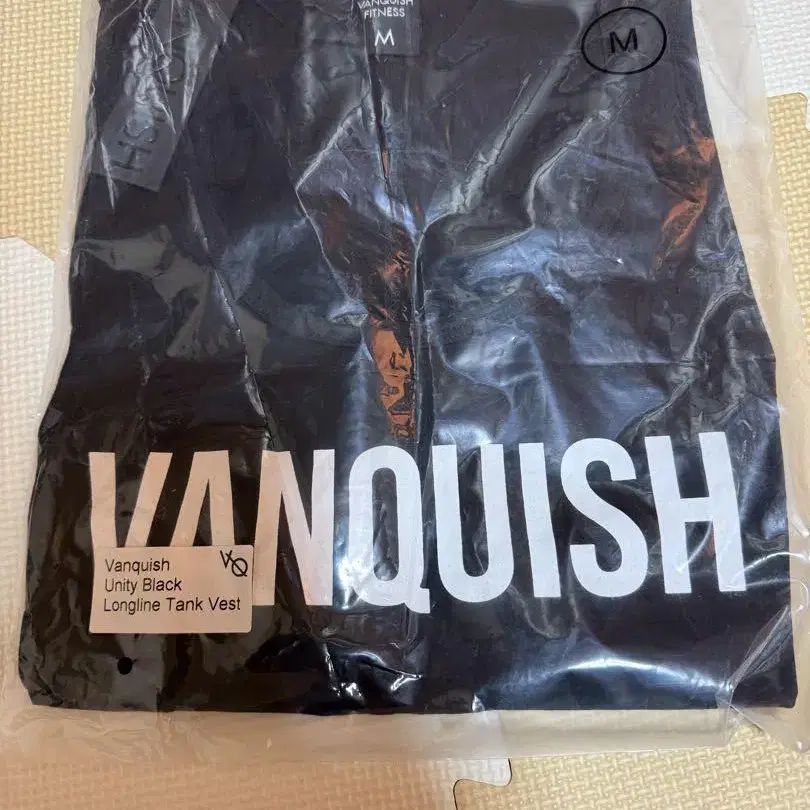 VANQUISH
FITNESS
M
M
VANQUISH
Vanquish
Unity Black
Longline Tank Vest